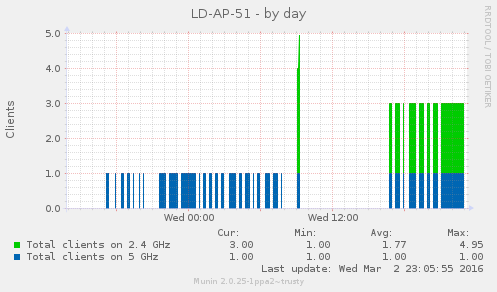 LD-AP-51 - by day
RRDTOOL / TOBI OETIKER
Clients
5.0
4.0
3.0
2.0
1.0
0.0
Wed 00:00 Wed 12:00
Cur: Min: Avg: Max:
Total clients on 2.4 GHz 3.00 1.00 1.77 4.95
Total clients on 5 GHz 1.00 1.00 1.00 1.00
Last update: Wed Mar 2 23:05:55 2016
Munin 2.0.25-1ppa2~trusty